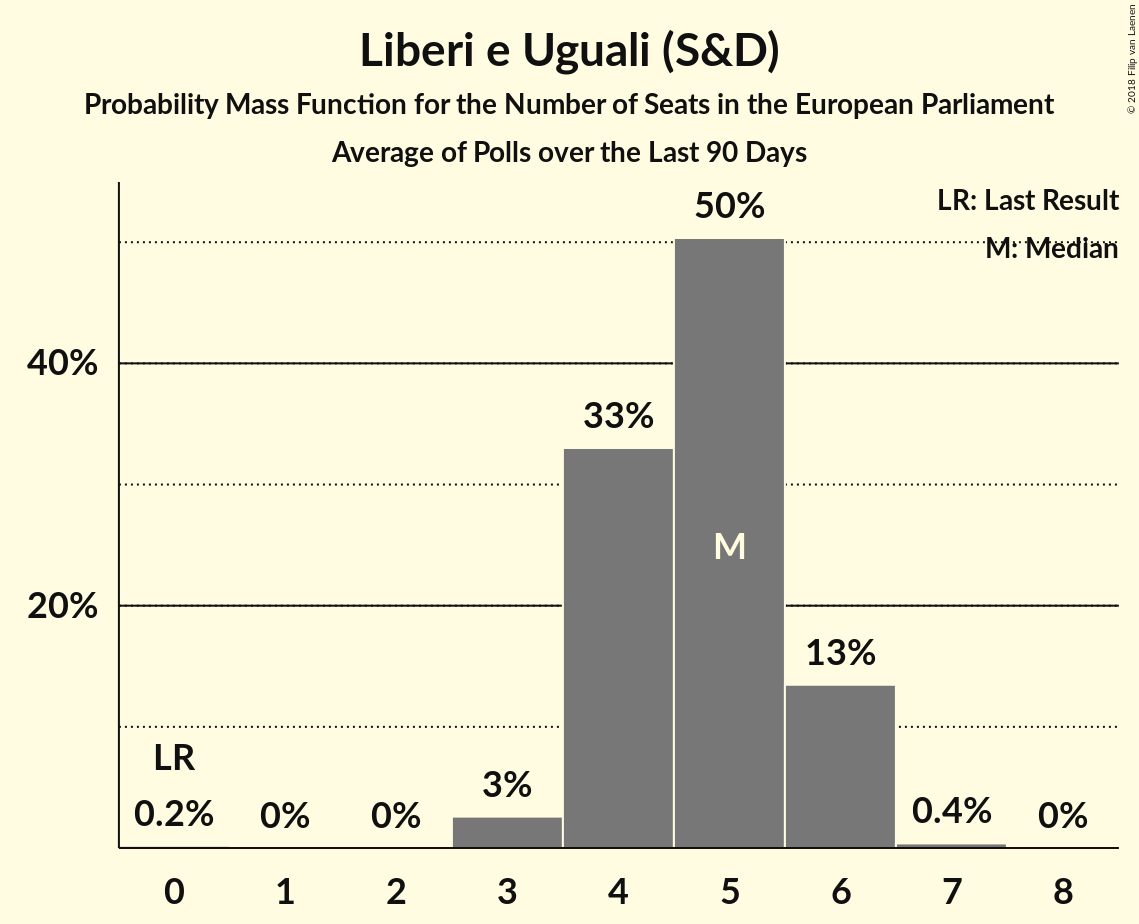 Liberi e Uguali (S&D)
Probability Mass Function for the Number of Seats in the European Parliament
Average of Polls over the Last 90 Days
© 2018 Filip van Laenen
LR: Last Result
M: Median
50%
40%
33%
M
20%
13%
LR
3%
0.2%
0%
0%
0.4%
0%
0 1 2 3 4 5 6 7 8